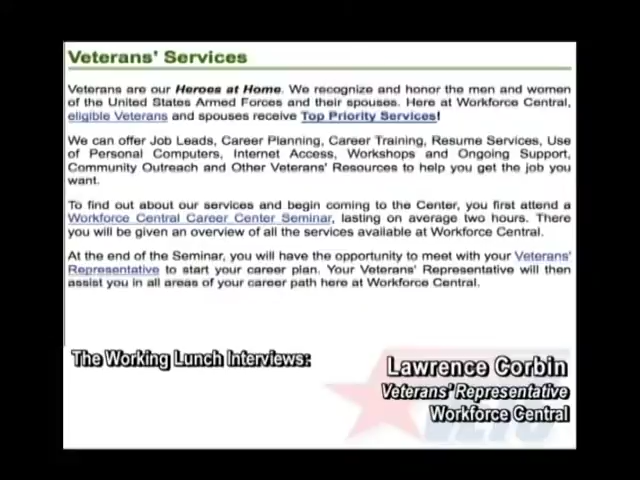 Veterans' Services
Veterans are our Heroes at Home. We recognize and honor the men and women
of the United States Armed Forces and their spouses. Here at Workforce Central,
eligible Veterans and spouses receive Top Priority Services!
We can offer Job Leads, Career Planning, Career Training, Resume Services, Use
of Personal Computers, Internet Access, Workshops and Ongoing Support,
Community Outreach and Other Veterans' Resources to help you get the job you
want.
To find out about our services and begin coming to the Center, you first attend a
Workforce Central Career Center Seminar, lasting on average two hours. There
you will be given an overview of all the services available at Workforce Central.
At the end of the Seminar, you will have the opportunity to meet with your Veterans'
Representative to start your career plan. Your Veterans' Representative will then
assist you in all areas of your career path here at Workforce Central.
The Working Lunch Interviews:
Lawrence Corbin
Veterans' Representative
Workforce Central